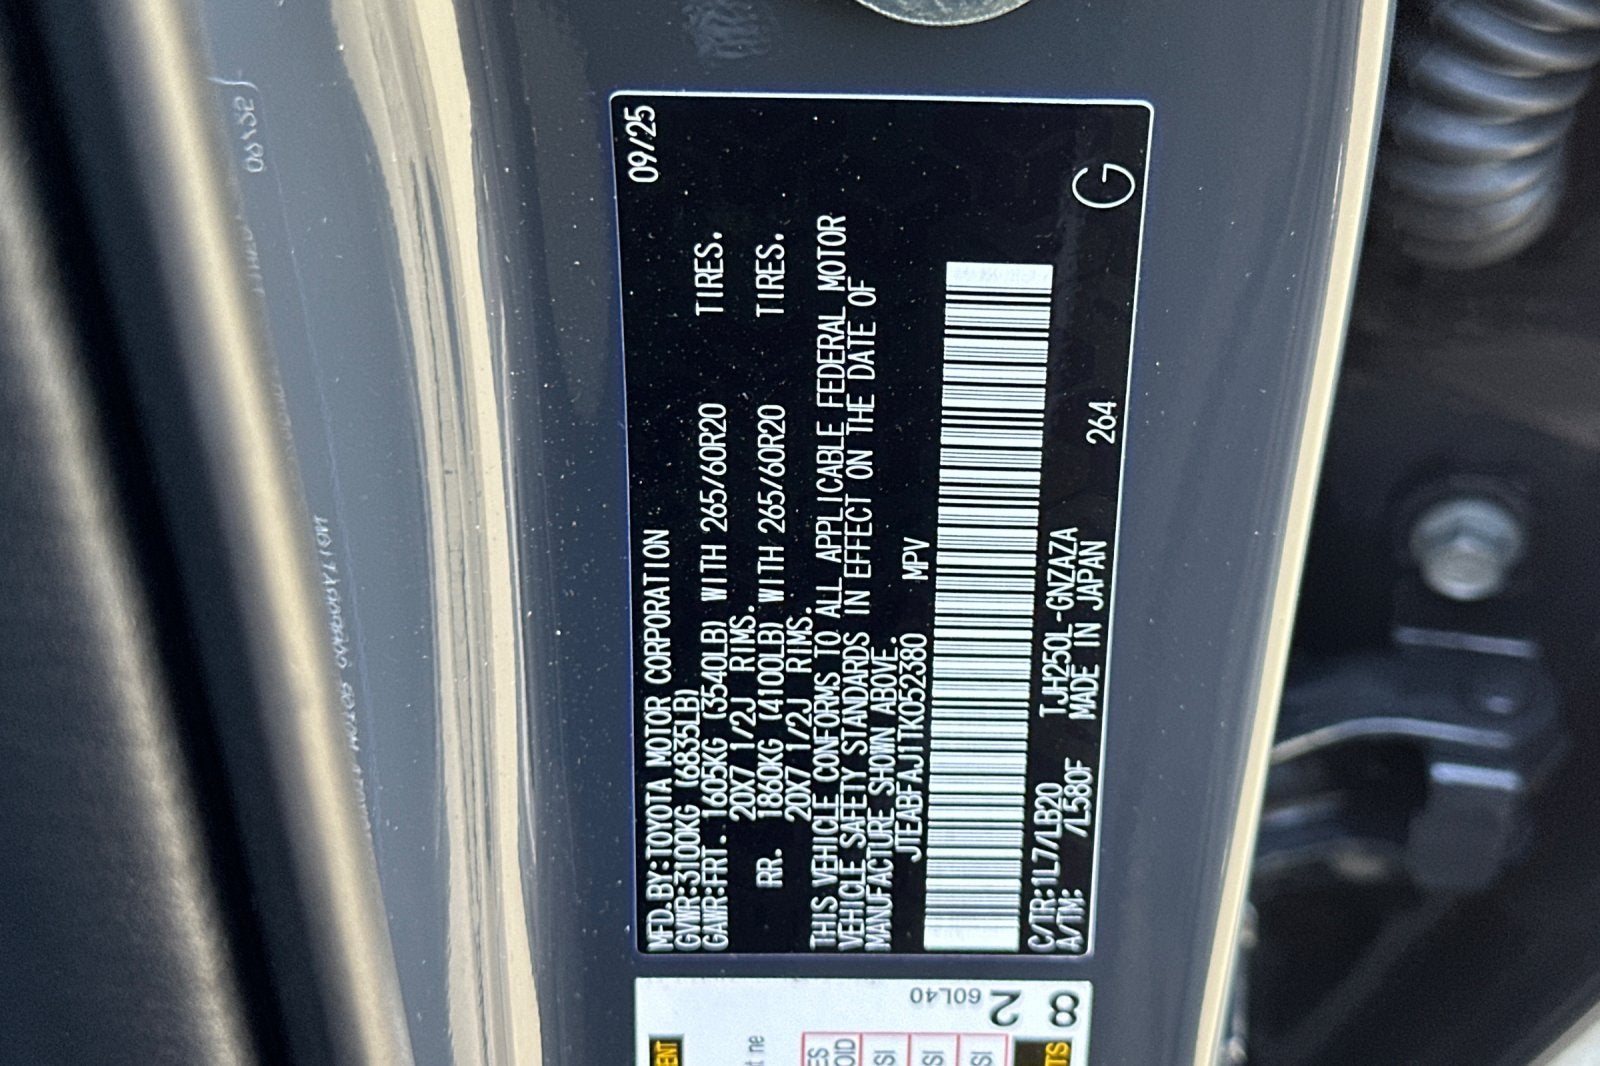 MFD.BY:TOYOTA MOTOR CORPORATION 09/25
GVWR:3100KG (6835LB)
GAWR:FRT. 1605KG (3540LB) WITH 265/60R20 TIRES.
20X7 1/2J RIMS.
RR. 1860KG (4100LB) WITH 265/60R20 TIRES.
20X7 1/2J RIMS.
THIS VEHICLE CONFORMS TO ALL APPLICABLE FEDERAL MOTOR
VEHICLE SAFETY STANDARDS IN EFFECT ON THE DATE OF
MANUFACTURE SHOWN ABOVE.
JTEABFAJ1TK052380 MPV
C/TR:1L7/LB20 TJH250L-GNZAZA
A/TM: /L580F MADE IN JAPAN 264 G
60L40
2
8